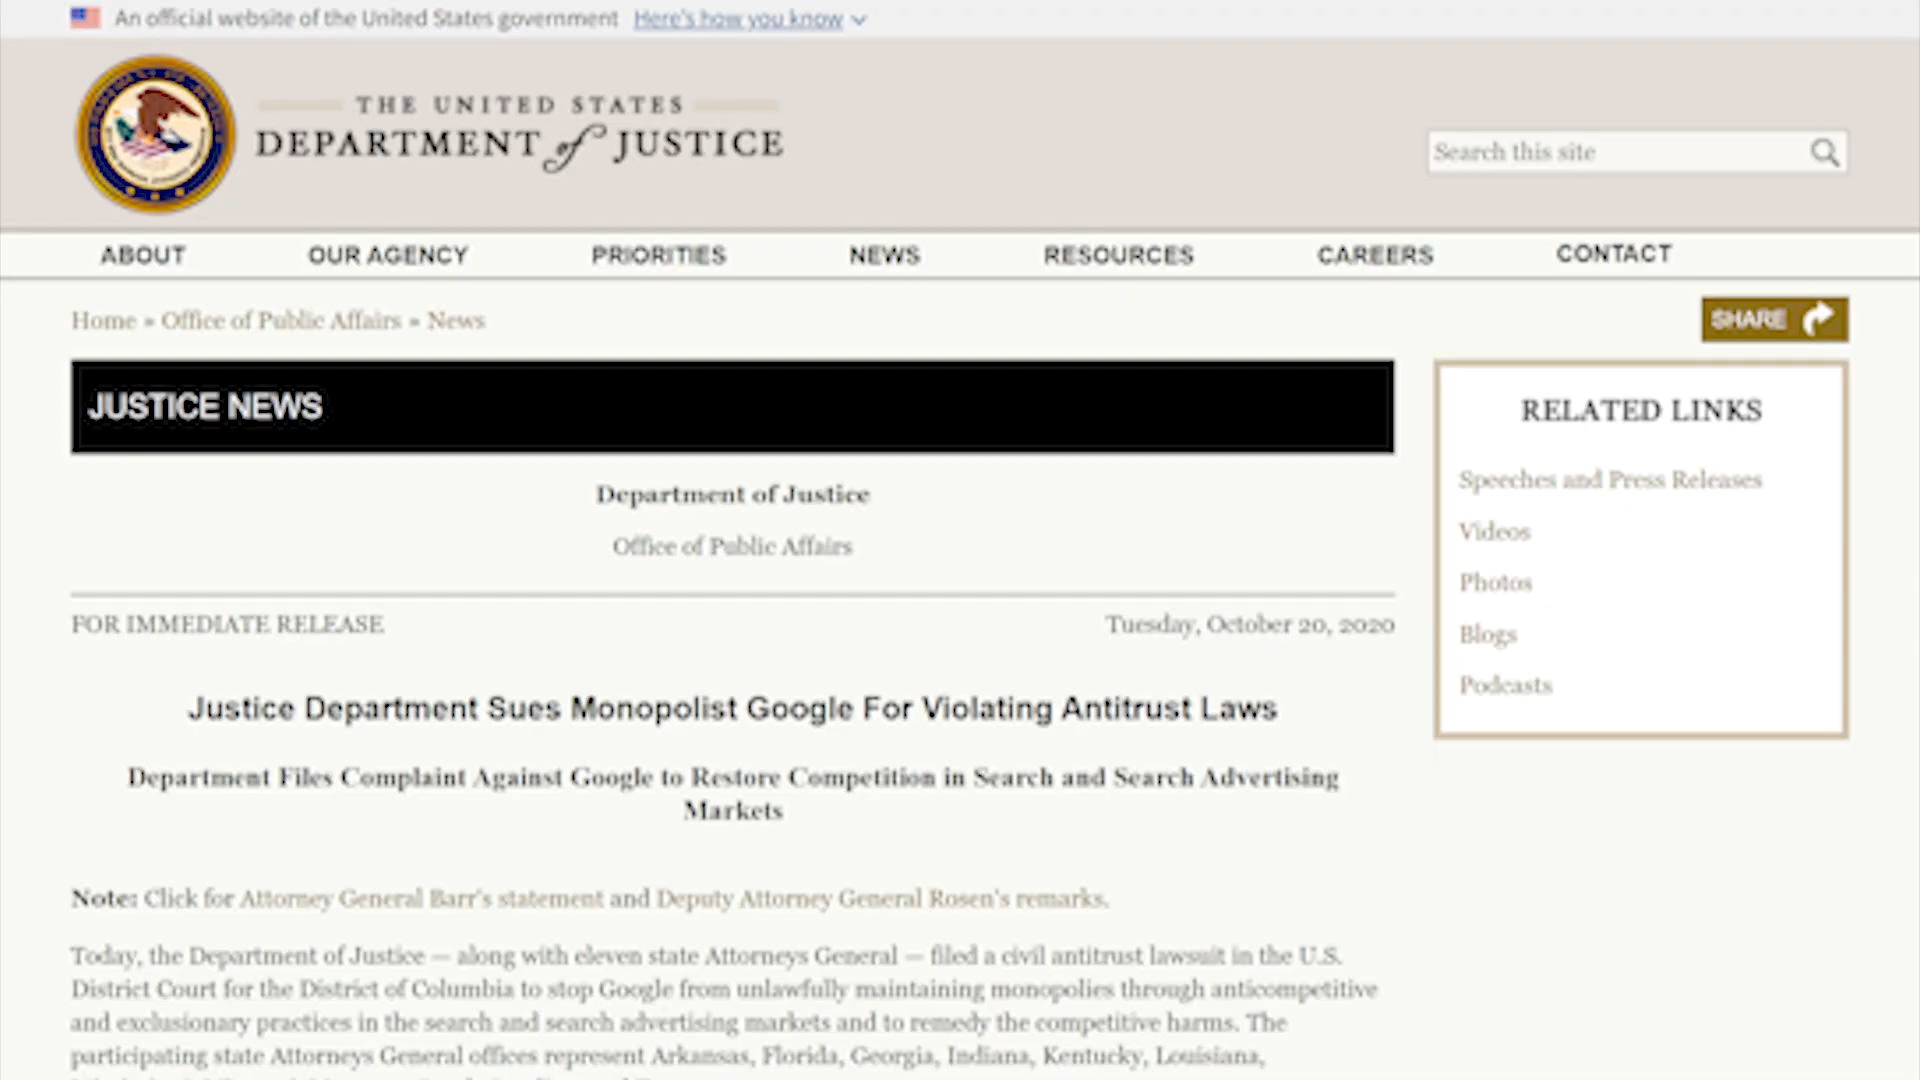 An official website of the United States government Here's how you know
THE UNITED STATES
DEPARTMENT of JUSTICE
Search this site
ABOUT OUR AGENCY PRIORITIES NEWS RESOURCES CAREERS CONTACT
Home » Office of Public Affairs » News
SHARE
JUSTICE NEWS
Department of Justice
Office of Public Affairs
FOR IMMEDIATE RELEASE Tuesday, October 20, 2020
Justice Department Sues Monopolist Google For Violating Antitrust Laws
Department Files Complaint Against Google to Restore Competition in Search and Search Advertising
Markets
Note: Click for Attorney General Barr's statement and Deputy Attorney General Rosen's remarks.
Today, the Department of Justice — along with eleven state Attorneys General — filed a civil antitrust lawsuit in the U.S.
District Court for the District of Columbia to stop Google from unlawfully maintaining monopolies through anticompetitive
and exclusionary practices in the search and search advertising markets and to remedy the competitive harms. The
participating state Attorneys General offices represent Arkansas, Florida, Georgia, Indiana, Kentucky, Louisiana,
RELATED LINKS
Speeches and Press Releases
Videos
Photos
Blogs
Podcasts